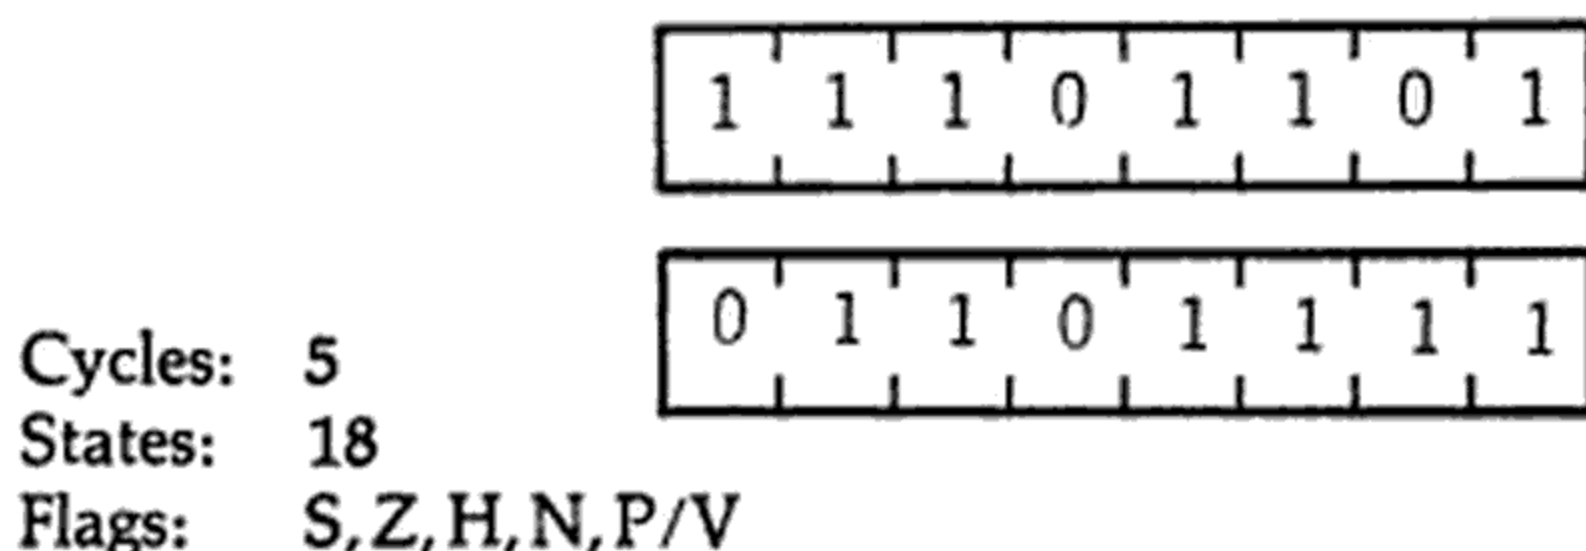 1 1 1 0 1 1 0 1
0 1 1 0 1 1 1 1
Cycles: 5
States: 18
Flags: S,Z,H,N,P/V